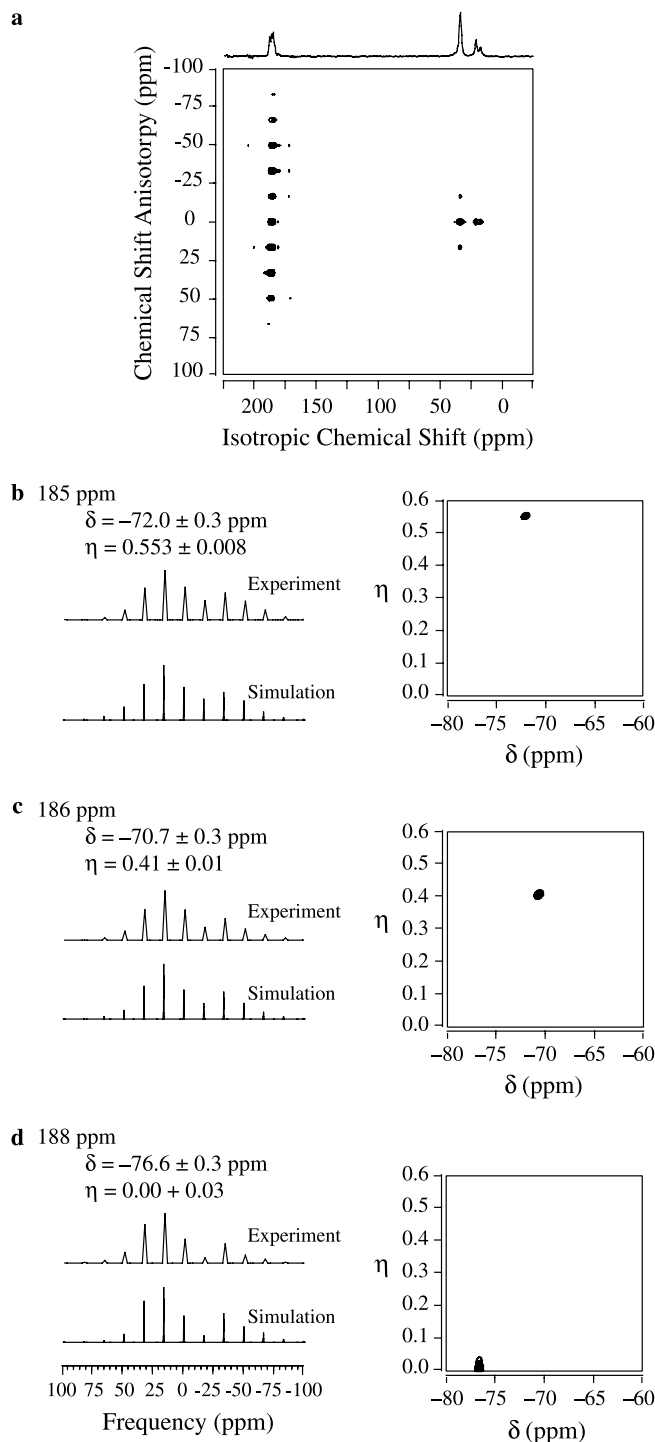 a
Chemical Shift Anisotorpy (ppm)
-100
-75
-50
-25
0
25
50
75
100
200 150 100 50 0
Isotropic Chemical Shift (ppm)
b 185 ppm
δ = −72.0 ± 0.3 ppm
η = 0.553 ± 0.008
Experiment
Simulation
η
0.6
0.5
0.4
0.3
0.2
0.1
0.0
−80 −75 −70 −65 −60
δ (ppm)
c 186 ppm
δ = −70.7 ± 0.3 ppm
η = 0.41 ± 0.01
Experiment
Simulation
η
0.6
0.5
0.4
0.3
0.2
0.1
0.0
−80 −75 −70 −65 −60
δ (ppm)
d 188 ppm
δ = −76.6 ± 0.3 ppm
η = 0.00 + 0.03
Experiment
Simulation
100 75 50 25 0 -25 -50 -75 -100
Frequency (ppm)
η
0.6
0.5
0.4
0.3
0.2
0.1
0.0
−80 −75 −70 −65 −60
δ (ppm)